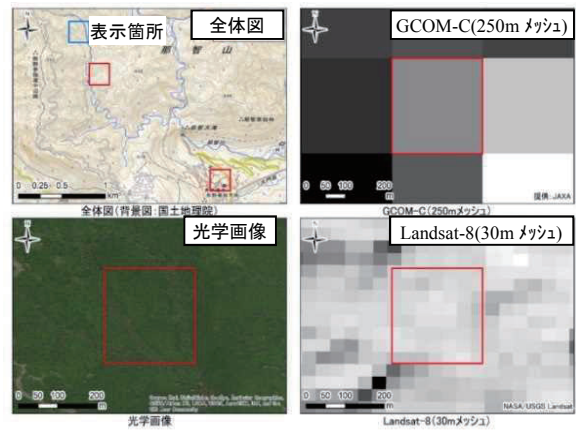 表示箇所
全体図
那智山
0 0.25 0.5 1
km
全体図(背景図:国土地理院)
GCOM-C(250m ﾒｯｼｭ)
0 50 100 200
m
提供:JAXA
GCOM-C(250mメッシュ)
光学画像
0 50 100 200
m
光学画像
Landsat-8(30m ﾒｯｼｭ)
0 50 100 200
m
NASA/USGS Landsat
Landsat-8(30mメッシュ)